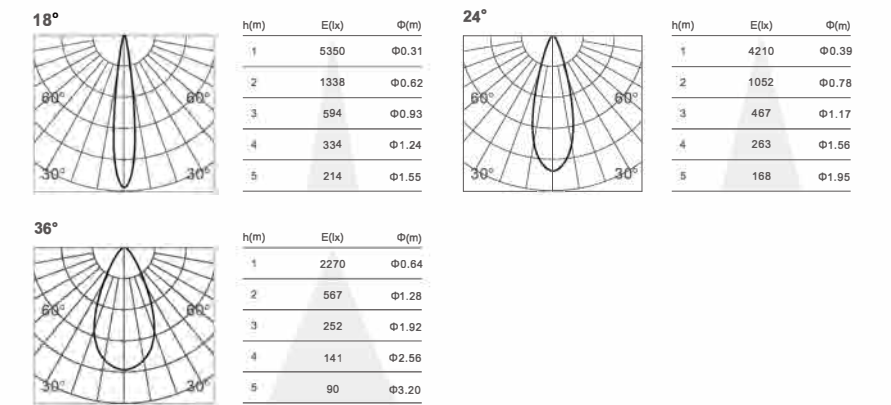 18°
h(m) E(lx) Φ(m)
1 5350 Φ0.31
2 1338 Φ0.62
3 594 Φ0.93
4 334 Φ1.24
5 214 Φ1.55
60° 60°
30° 30°
24°
h(m) E(lx) Φ(m)
1 4210 Φ0.39
2 1052 Φ0.78
3 467 Φ1.17
4 263 Φ1.56
5 168 Φ1.95
60° 60°
30° 30°
36°
h(m) E(lx) Φ(m)
1 2270 Φ0.64
2 567 Φ1.28
3 252 Φ1.92
4 141 Φ2.56
5 90 Φ3.20
60° 60°
30° 30°